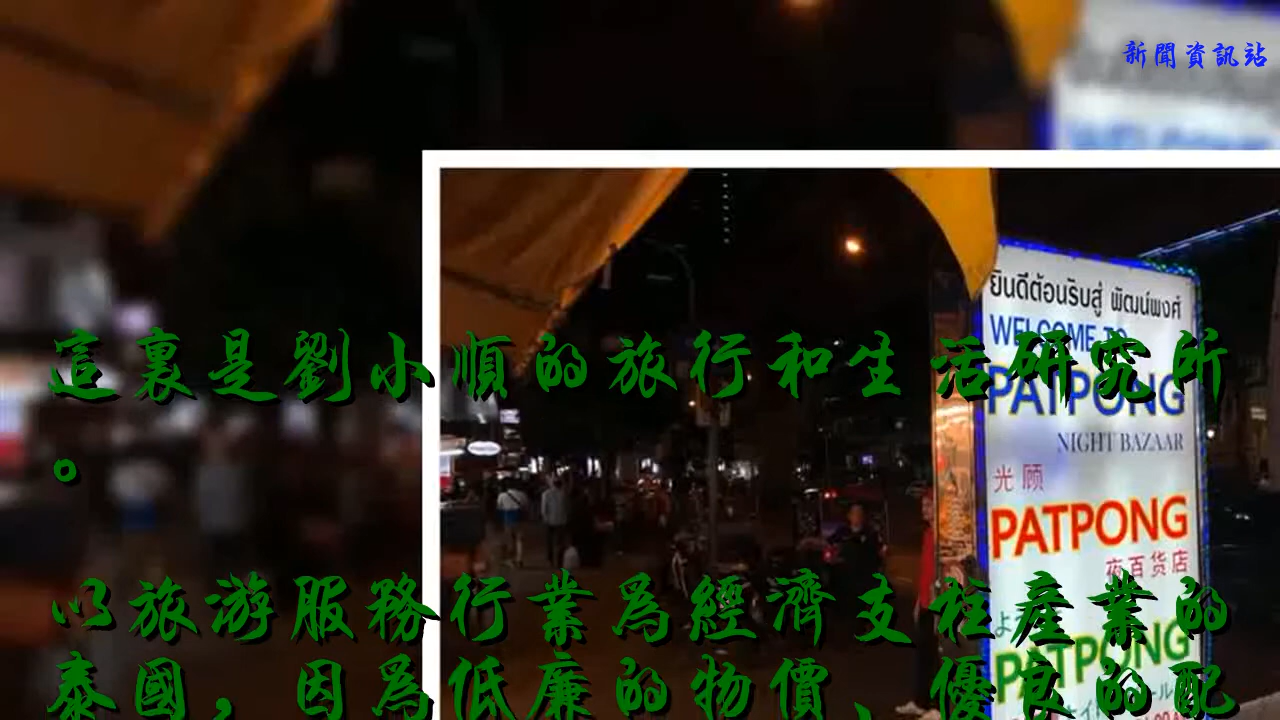 新聞資訊站
ยินดีต้อนรับสู่ พัฒน์พงศ์
WELCOME TO
PATPONG
NIGHT BAZAAR
光顾
PATPONG
夜百货店
PATPONG
這裏是劉小順的旅行和生活研究所
。
以旅游服務行業爲經濟支柱產業的
泰國，因爲低廉的物價、優良的配